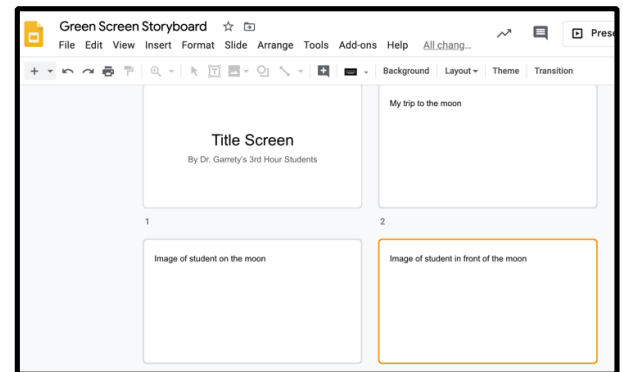 Green Screen Storyboard
File Edit View Insert Format Slide Arrange Tools Add-ons Help All chang...
Background Layout Theme Transition
Title Screen
By Dr. Garrety's 3rd Hour Students
My trip to the moon
1
2
Image of student on the moon
Image of student in front of the moon